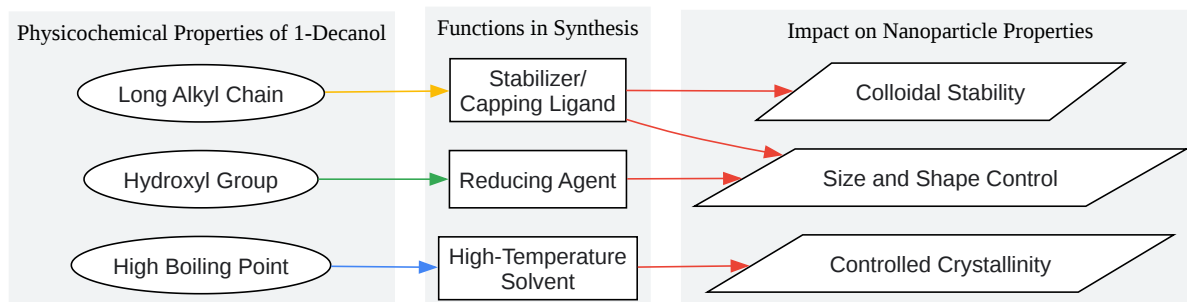 Physicochemical Properties of 1-Decanol
Functions in Synthesis
Impact on Nanoparticle Properties
Long Alkyl Chain
Stabilizer/
Capping Ligand
Colloidal Stability
Hydroxyl Group
Reducing Agent
Size and Shape Control
High Boiling Point
High-Temperature
Solvent
Controlled Crystallinity